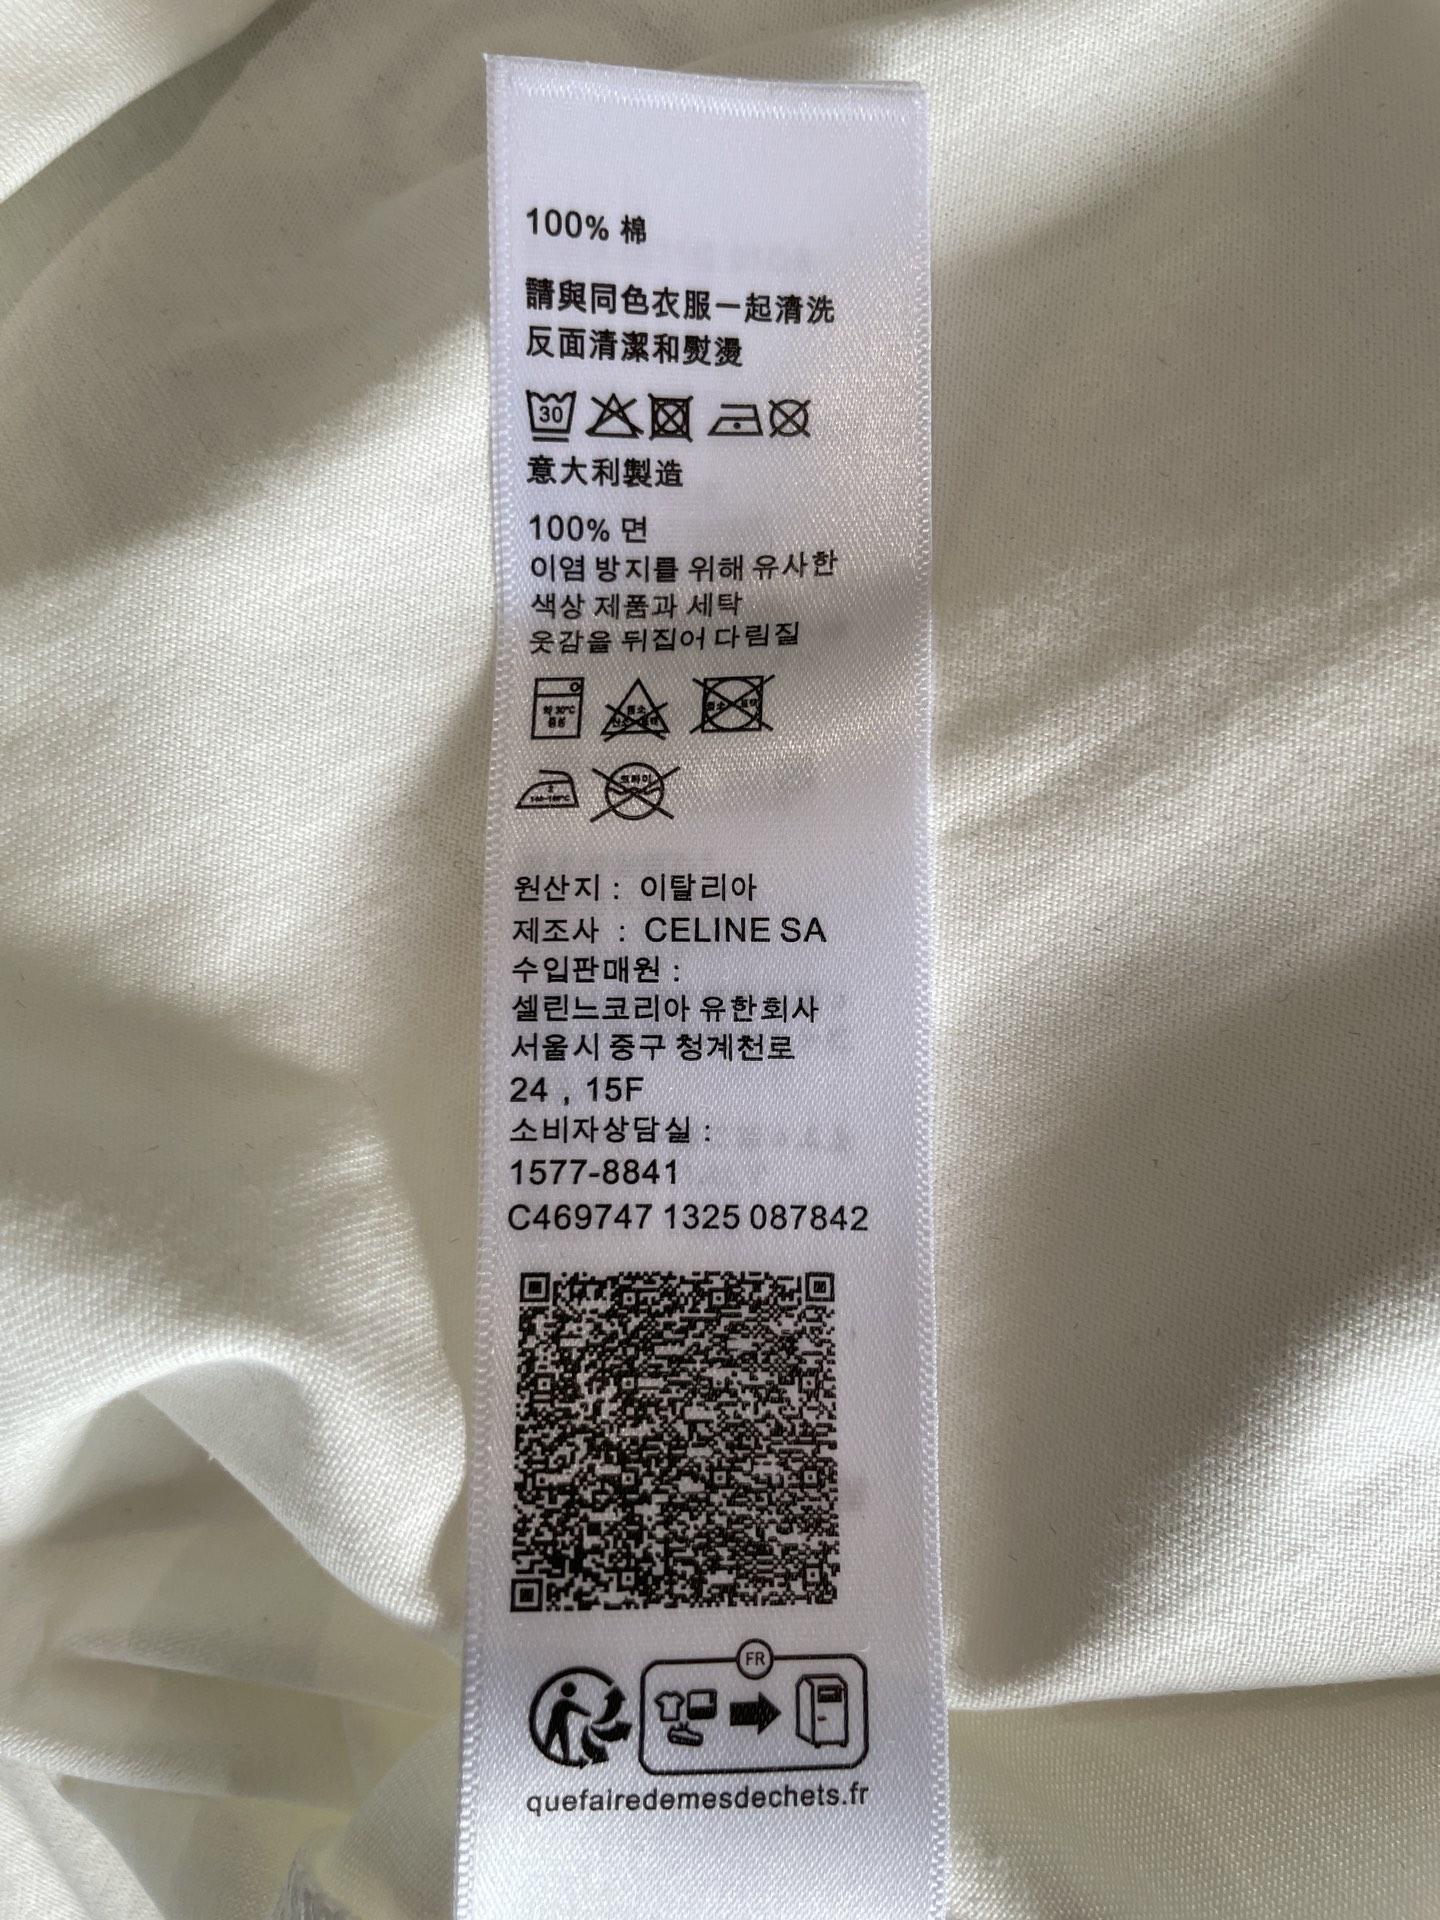 100% 棉
請與同色衣服一起清洗
反面清潔和熨燙
30
意大利製造
100% 면
이염 방지를 위해 유사한
색상 제품과 세탁
옷감을 뒤집어 다림질
약 30°C
중성
원산지 : 이탈리아
제조사 : CELINE SA
수입판매원 :
셀린느코리아 유한회사
서울시 중구 청계천로
24 , 15F
소비자상담실 :
1577-8841
C469747 1325 087842
FR
quefairedemesdechets.fr